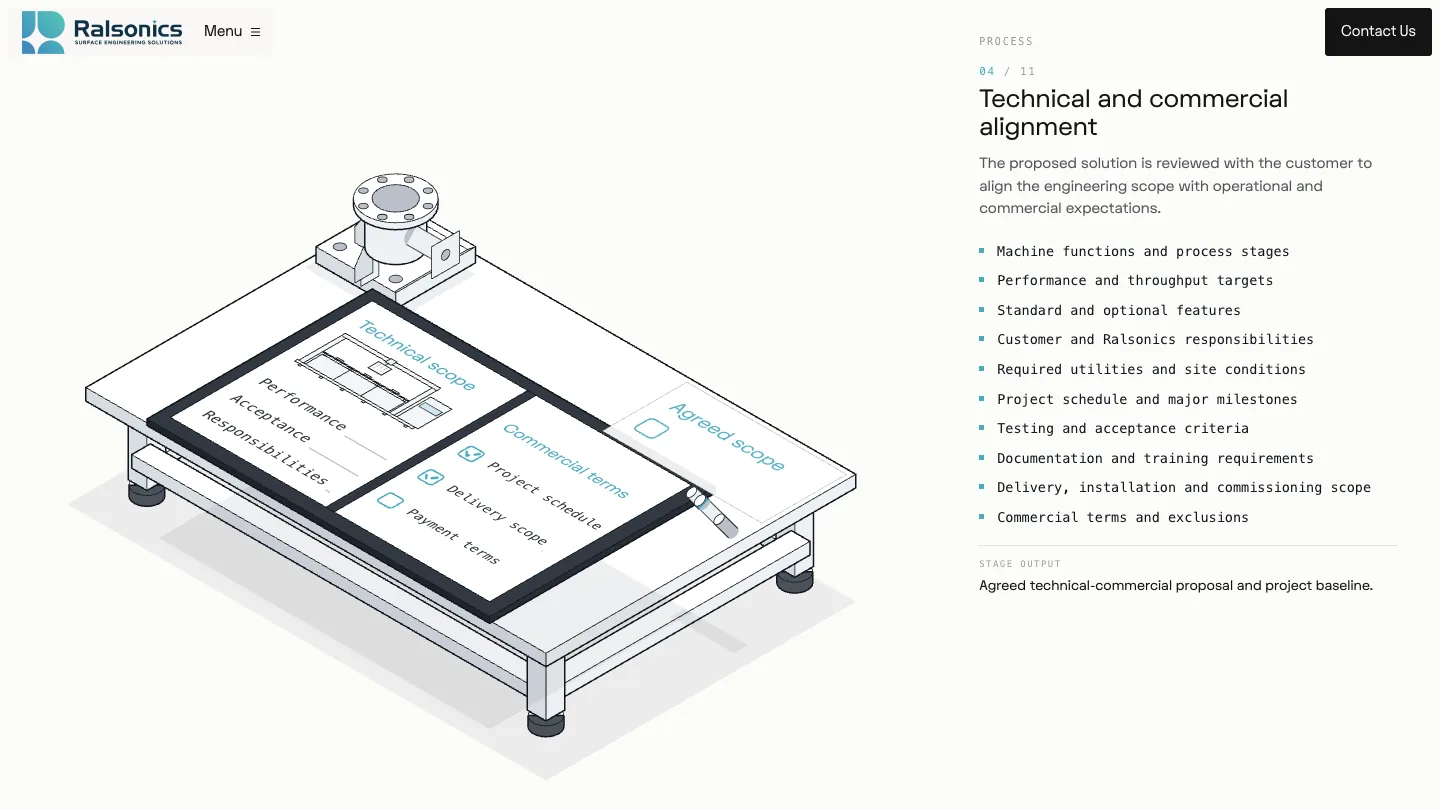 Ralsonics
SURFACE ENGINEERING SOLUTIONS
Menu
Contact Us
PROCESS
04 / 11
Technical and commercial
alignment
The proposed solution is reviewed with the customer to
align the engineering scope with operational and
commercial expectations.
Machine functions and process stages
Performance and throughput targets
Standard and optional features
Customer and Ralsonics responsibilities
Required utilities and site conditions
Project schedule and major milestones
Testing and acceptance criteria
Documentation and training requirements
Delivery, installation and commissioning scope
Commercial terms and exclusions
STAGE OUTPUT
Agreed technical-commercial proposal and project baseline.
Technical scope
Performance
Acceptance
Responsibilities
Commercial terms
Project schedule
Delivery scope
Payment terms
Agreed scope